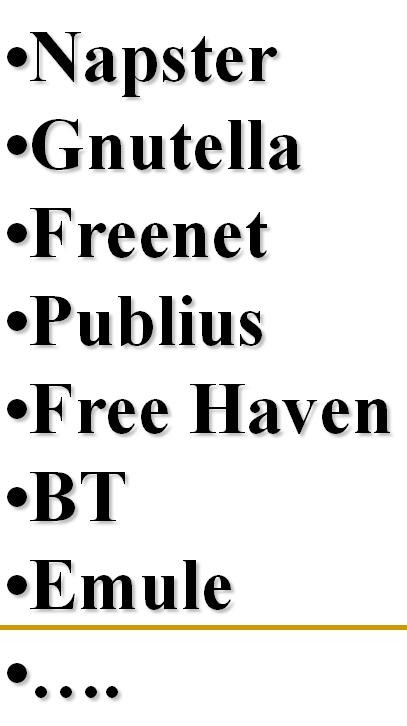 •Napster
•Gnutella
•Freenet
•Publius
•Free Haven
•BT
•Emule
•….